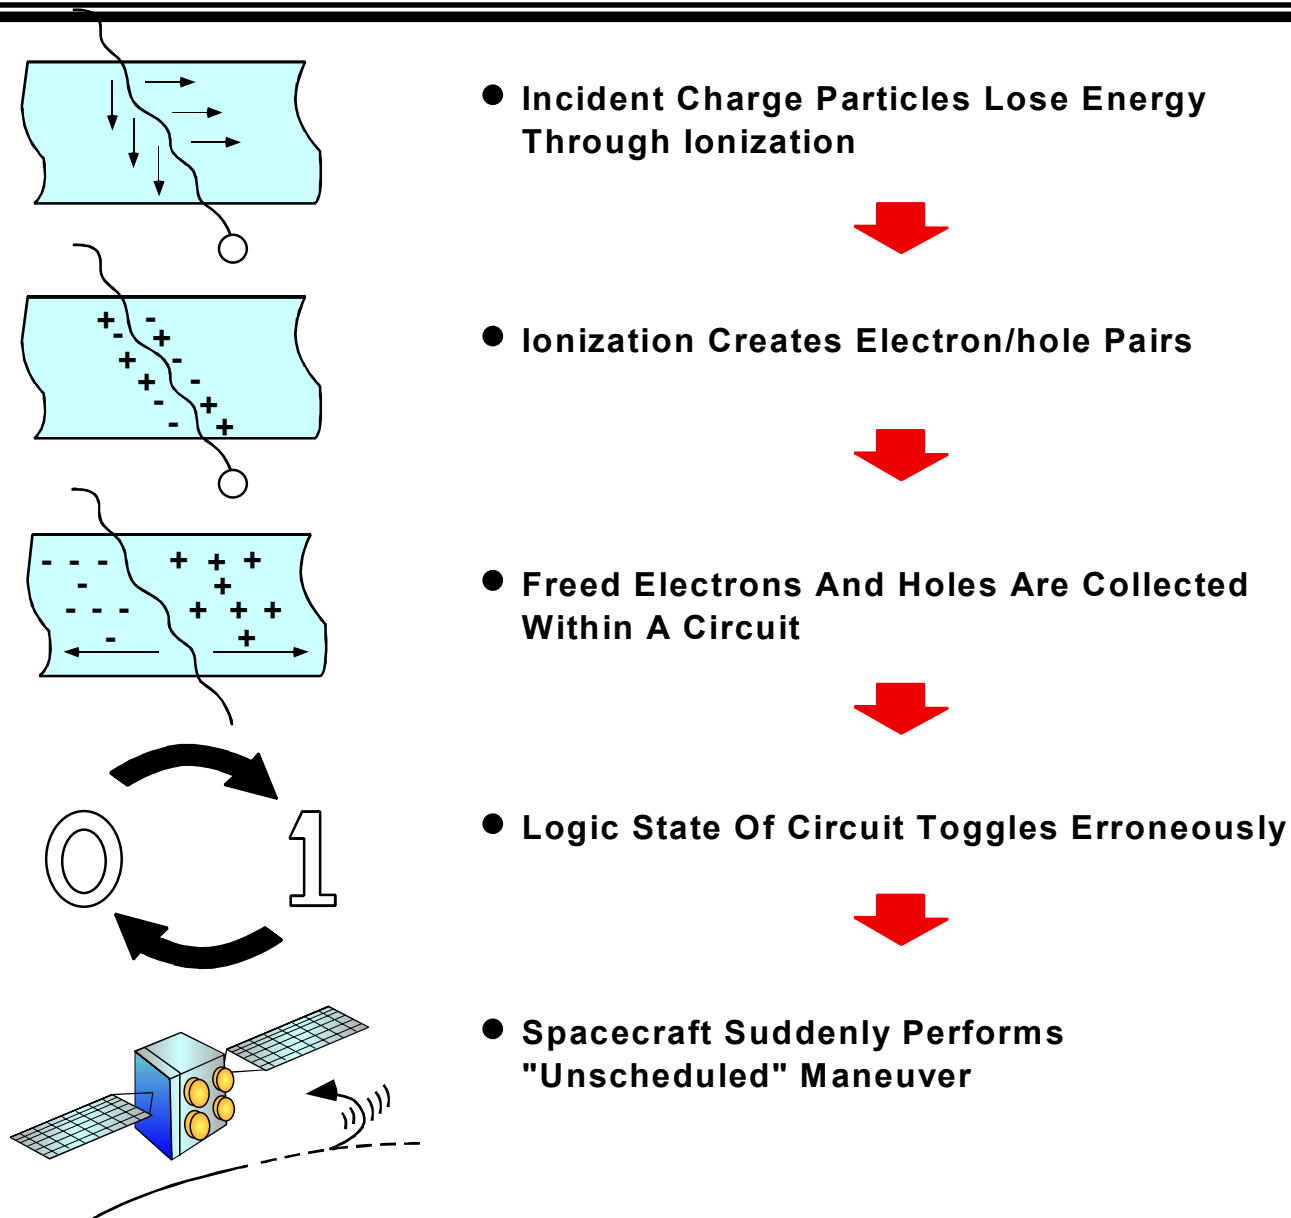 ● Incident Charge Particles Lose Energy
Through Ionization
+ -
- +
+ -
+ -
- +
- +
● Ionization Creates Electron/hole Pairs
- - - + + +
- +
- - - + + +
- +
● Freed Electrons And Holes Are Collected
Within A Circuit
0 1
● Logic State Of Circuit Toggles Erroneously
● Spacecraft Suddenly Performs
"Unscheduled" Maneuver